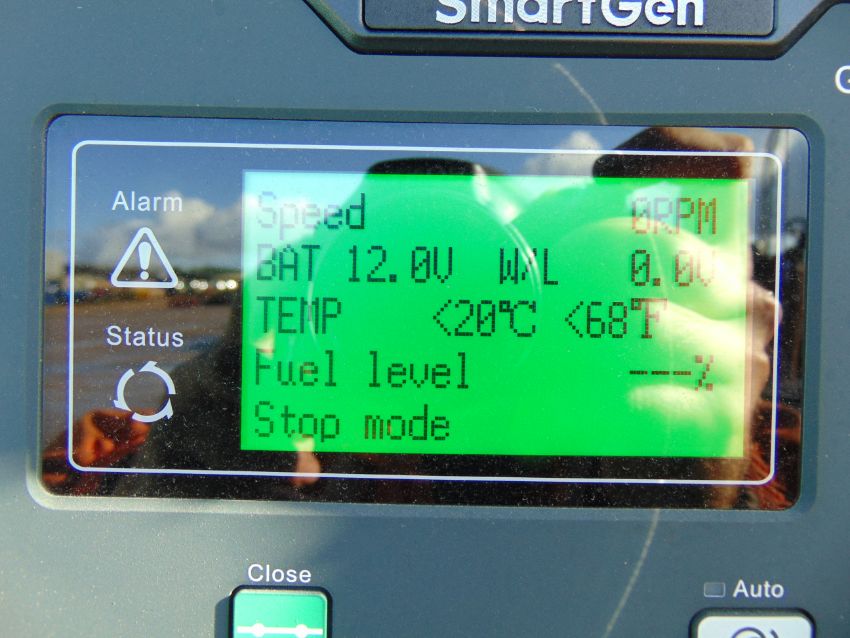 SmartGen
G
Alarm
Speed 0RPM
BAT 12.0V W/L 0.0V
TEMP <20℃ <68℉
Status
Fuel level ---%
Stop mode
Close
Auto